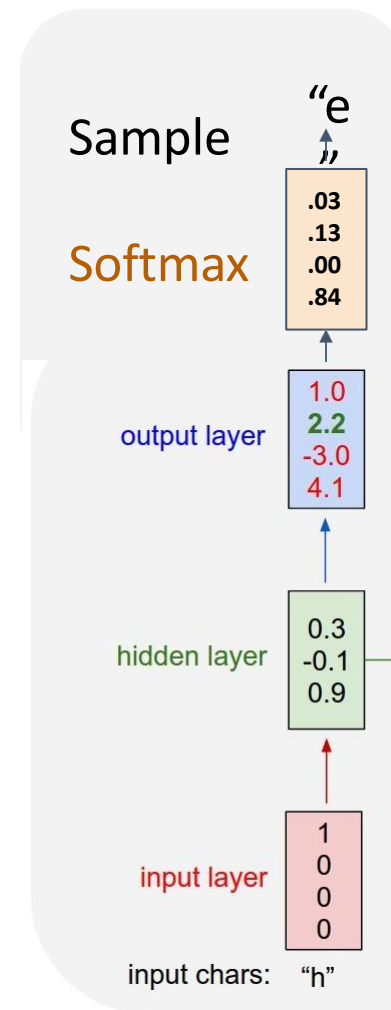 “e
”
Sample
.03
.13
.00
.84
Softmax
1.0
2.2
-3.0
4.1
output layer
0.3
-0.1
0.9
hidden layer
1
0
0
0
input layer
input chars: “h”